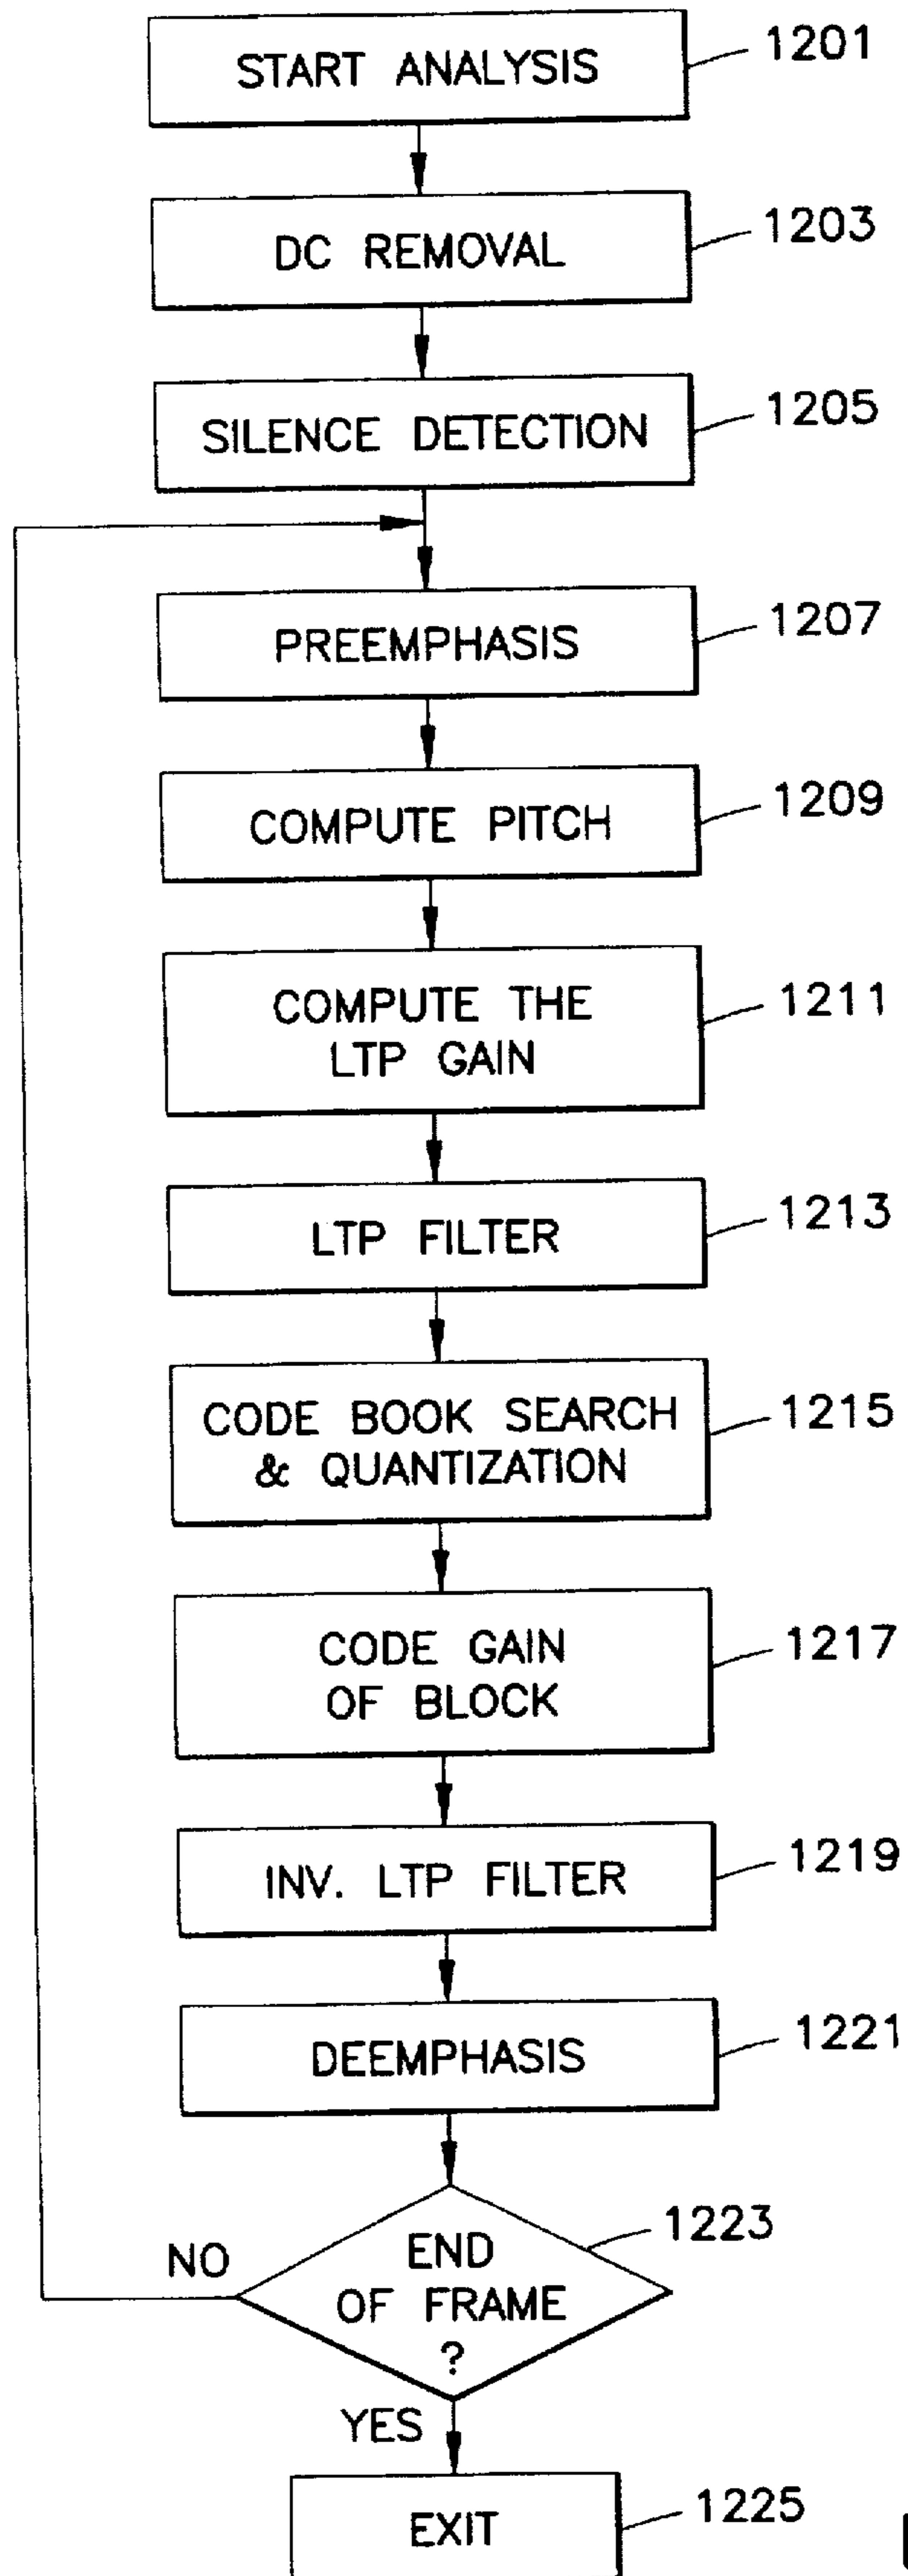 START ANALYSIS
1201
DC REMOVAL
1203
SILENCE DETECTION
1205
PREEMPHASIS
1207
COMPUTE PITCH
1209
COMPUTE THE
LTP GAIN
1211
LTP FILTER
1213
CODE BOOK SEARCH
& QUANTIZATION
1215
CODE GAIN
OF BLOCK
1217
INV. LTP FILTER
1219
DEEMPHASIS
1221
END
OF FRAME
?
1223
NO
YES
EXIT
1225